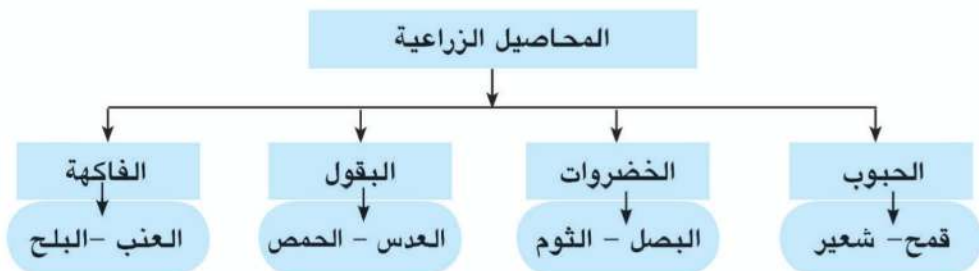 المحاصيل الزراعية
الحبوب
الخضروات
البقول
الفاكهة
قمح- شعير
البصل - الثوم
العدس - الحمص
العنب -البلح